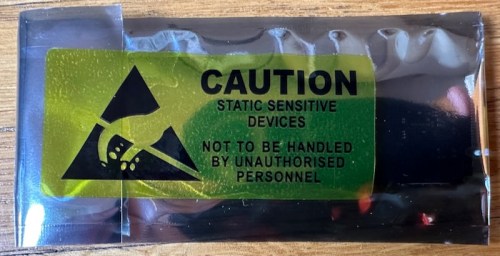 CAUTION
STATIC SENSITIVE
DEVICES
NOT TO BE HANDLED
BY UNAUTHORISED
PERSONNEL